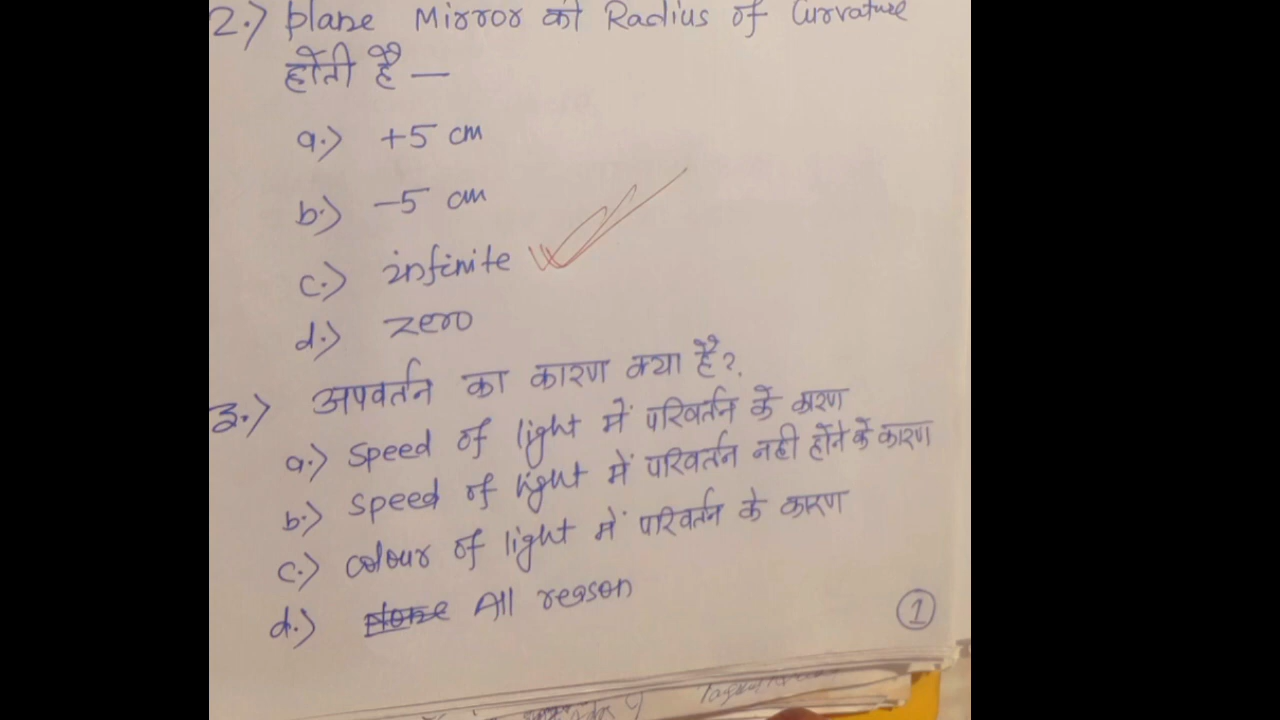 2.) plane Mirror की Radius of Curvature
होती है —
a.) +5 cm
b.) -5 cm
c.) infinite
d.) zero
3.) अपवर्तन का कारण क्या है?
a.) speed of light में परिवर्तन के कारण
b.) speed of light में परिवर्तन नही होने के कारण
c.) colour of light में परिवर्तन के कारण
d.) None All reason
1